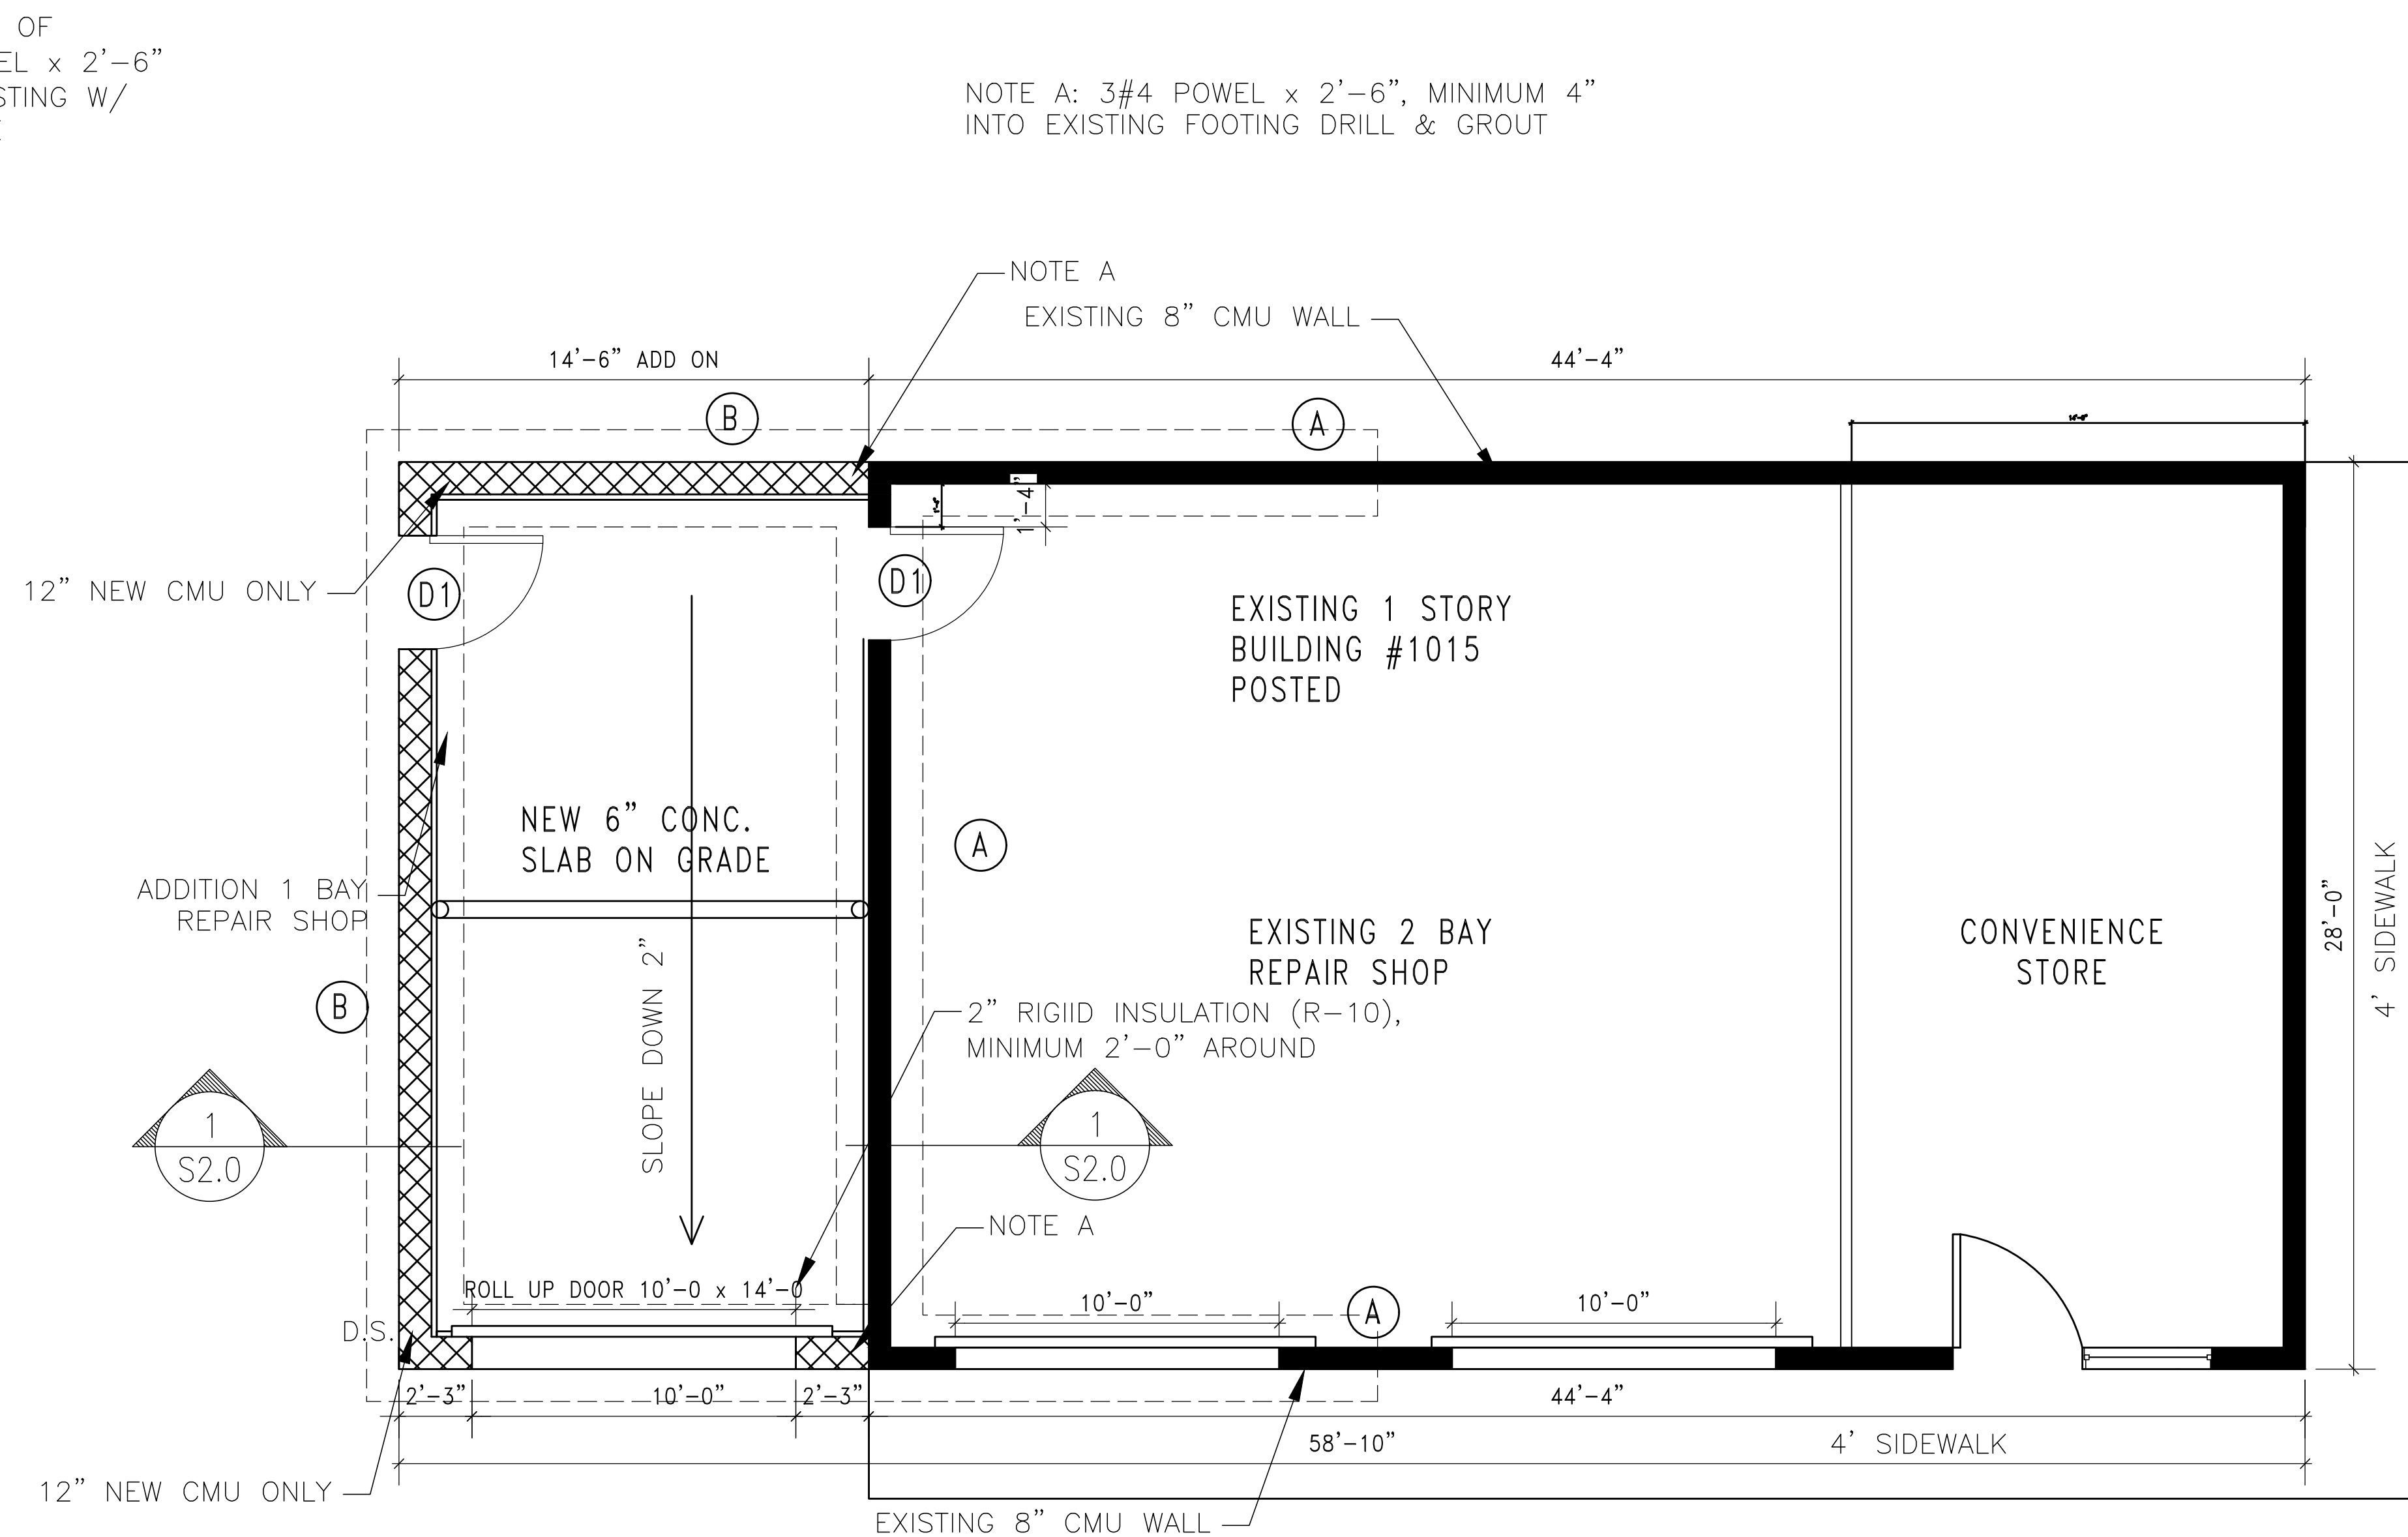 OF
EL x 2'-6"
STING W/
NOTE A: 3#4 POWEL x 2'-6", MINIMUM 4"
INTO EXISTING FOOTING DRILL & GROUT
NOTE A
EXISTING 8" CMU WALL
14'-6" ADD ON
44'-4"
B
A
1'-4"
12" NEW CMU ONLY
D1
D1
EXISTING 1 STORY
BUILDING #1015
POSTED
NEW 6" CONC.
SLAB ON GRADE
A
ADDITION 1 BAY
REPAIR SHOP
EXISTING 2 BAY
REPAIR SHOP
CONVENIENCE
STORE
28'-0"
4' SIDEWALK
B
SLOPE DOWN 2"
2" RIGIID INSULATION (R-10),
MINIMUM 2'-0" AROUND
1
S2.0
1
S2.0
NOTE A
ROLL UP DOOR 10'-0 x 14'-0
10'-0"
A
10'-0"
D.S.
2'-3"
10'-0"
2'-3"
44'-4"
58'-10"
4' SIDEWALK
12" NEW CMU ONLY
EXISTING 8" CMU WALL